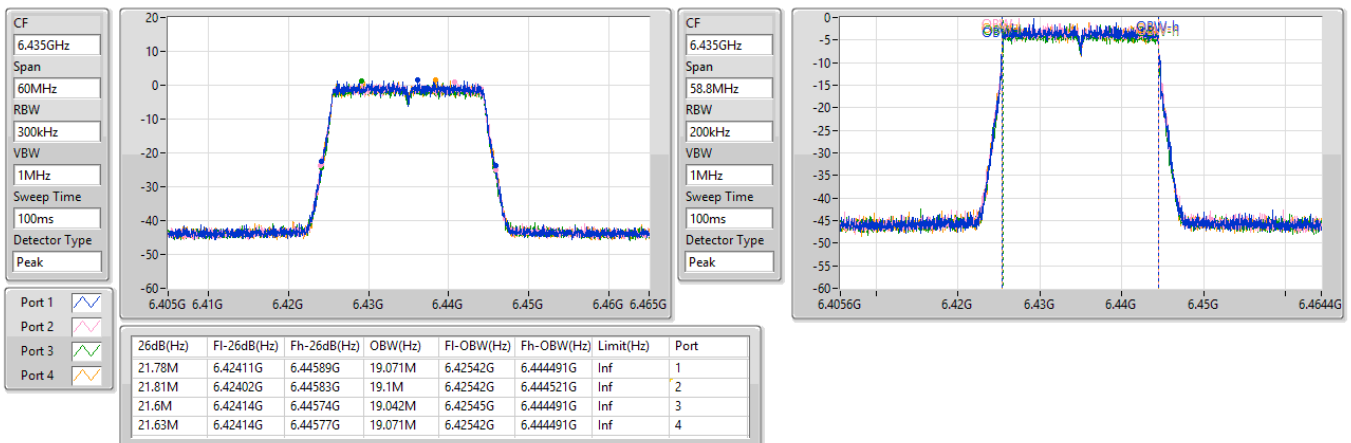 CF
6.435GHz
Span
60MHz
RBW
300kHz
VBW
1MHz
Sweep Time
100ms
Detector Type
Peak
20-
10-
0-
-10-
-20-
-30-
-40-
-50-
-60-
6.405G 6.41G 6.42G 6.43G 6.44G 6.45G 6.46G 6.465G
CF
6.435GHz
Span
58.8MHz
RBW
200kHz
VBW
1MHz
Sweep Time
100ms
Detector Type
Peak
0-
-5-
-10-
-15-
-20-
-25-
-30-
-35-
-40-
-45-
-50-
-55-
-60-
OBW-h
6.4056G 6.42G 6.43G 6.44G 6.45G 6.4644G
Port 1
Port 2
Port 3
Port 4
26dB(Hz) Fl-26dB(Hz) Fh-26dB(Hz) OBW(Hz) Fl-OBW(Hz) Fh-OBW(Hz) Limit(Hz) Port
21.78M 6.42411G 6.44589G 19.071M 6.42542G 6.444491G Inf 1
21.81M 6.42402G 6.44583G 19.1M 6.42542G 6.444521G Inf 2
21.6M 6.42414G 6.44574G 19.042M 6.42545G 6.444491G Inf 3
21.63M 6.42414G 6.44577G 19.071M 6.42542G 6.444491G Inf 4